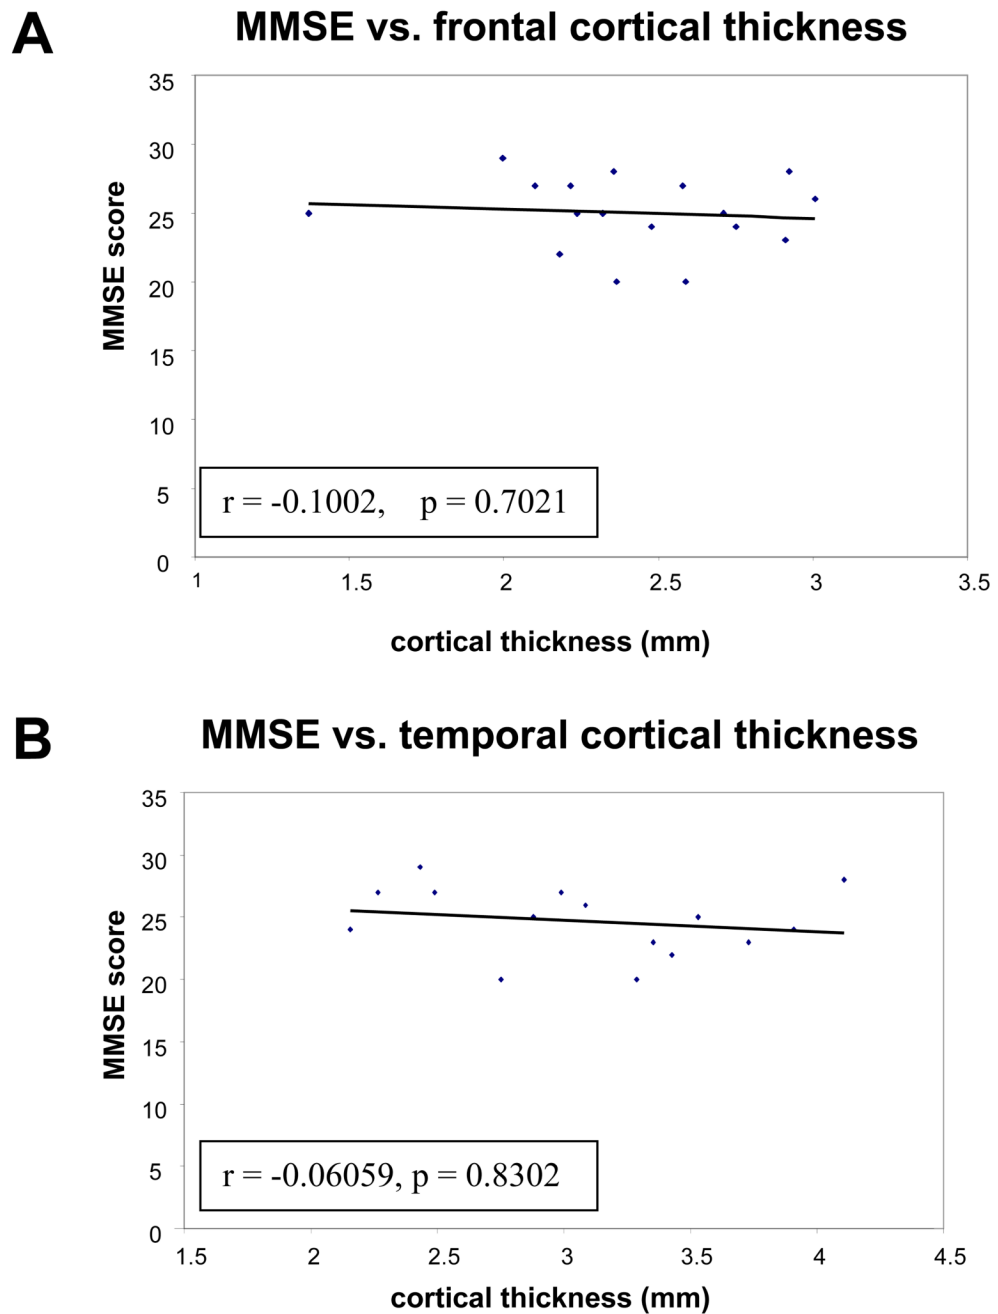 A
MMSE vs. frontal cortical thickness
35
30
25
20
15
10
5
0
MMSE score
r = -0.1002, p = 0.7021
1 1.5 2 2.5 3 3.5
cortical thickness (mm)
B
MMSE vs. temporal cortical thickness
35
30
25
20
15
10
5
0
MMSE score
r = -0.06059, p = 0.8302
1.5 2 2.5 3 3.5 4 4.5
cortical thickness (mm)